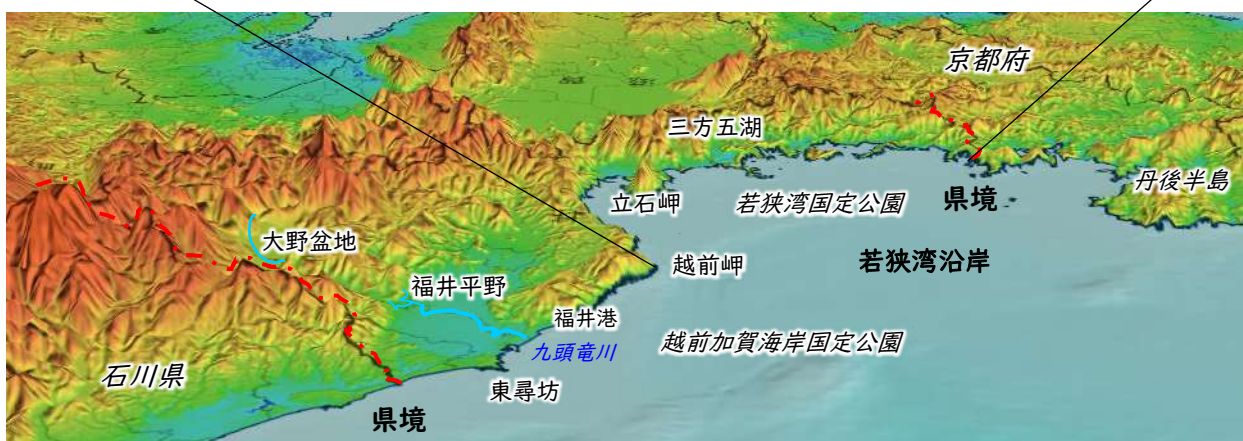 京都府
三方五湖
丹後半島
立石岬
若狭湾国定公園
県境
大野盆地
越前岬
若狭湾沿岸
福井平野
福井港
九頭竜川
越前加賀海岸国定公園
石川県
東尋坊
県境